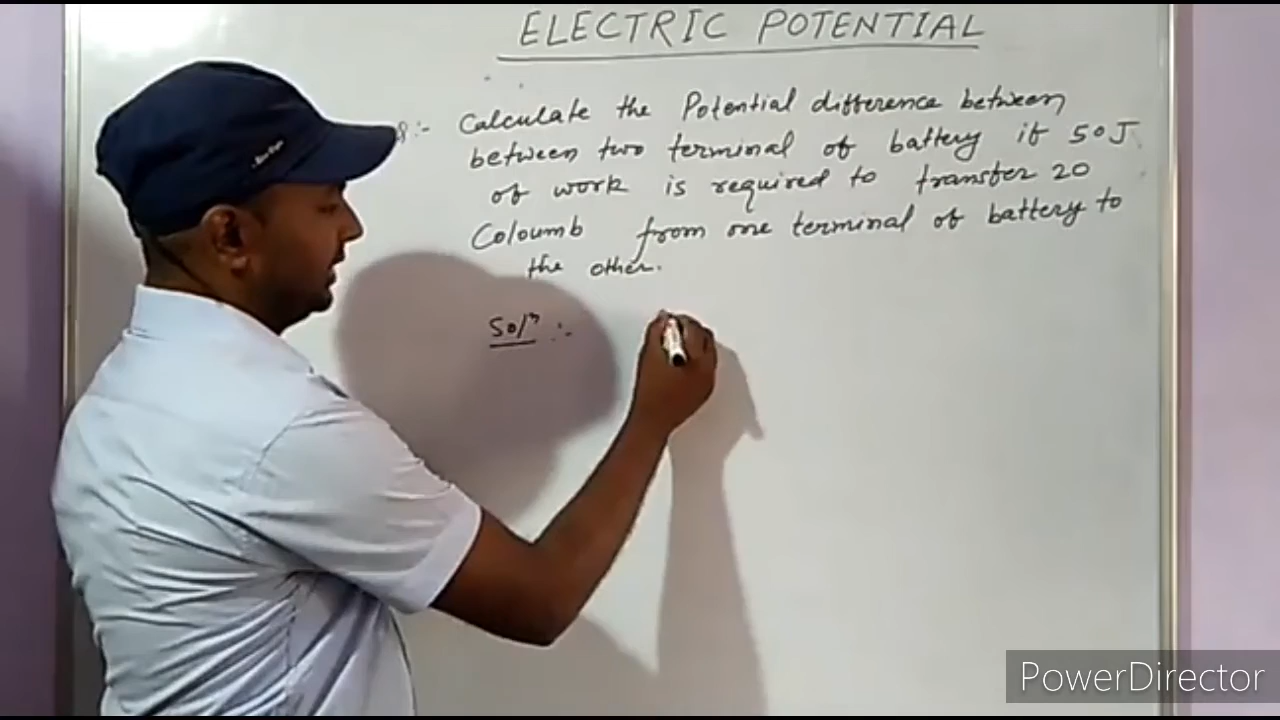 ELECTRIC POTENTIAL
8:- Calculate the Potential difference between
between two terminal of battery if 50J
of work is required to transfer 20
Coloumb from one terminal of battery to
the other.
Solⁿ :-
PowerDirector